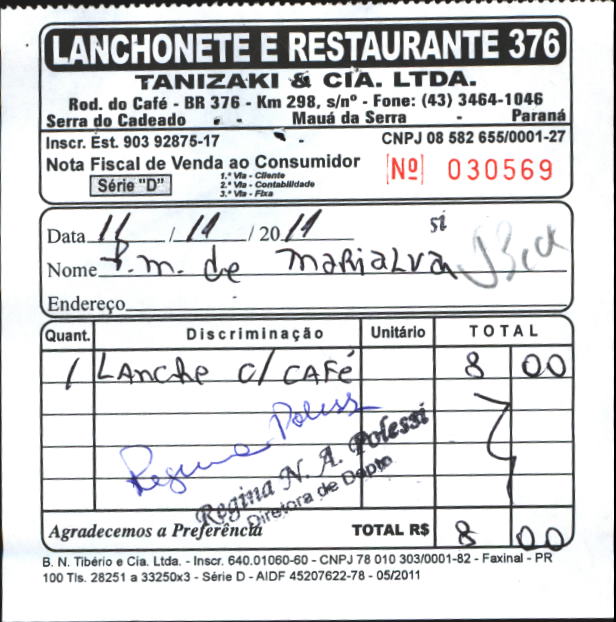 LANCHONETE E RESTAURANTE 376
TANIZAKI & CIA. LTDA.
Rod. do Café - BR 376 - Km 298, s/nº - Fone: (43) 3464-1046
Serra do Cadeado - Mauá da Serra - Paraná
Inscr. Est. 903 92875-17 CNPJ 08 582 655/0001-27
Nota Fiscal de Venda ao Consumidor
Série "D"
1.ª Via - Cliente
2.ª Via - Contabilidade
3.ª Via - Fixa
Nº 030569
Data 11 / 11 / 2011
Nome P.M. de MARIALVA
Endereço
Quant. Discriminação Unitário TOTAL
1 LANCHE C/ CAFÉ 8 00
Regina Poless
Regina N. A. Polessi
Diretora de Depto
Agradecemos a Preferência TOTAL R$ 8 00
B. N. Tibério e Cia. Ltda. - Inscr. 640.01060-60 - CNPJ 78 010 303/0001-82 - Faxinal - PR
100 Tls. 28251 a 33250x3 - Série D - AIDF 45207622-78 - 05/2011